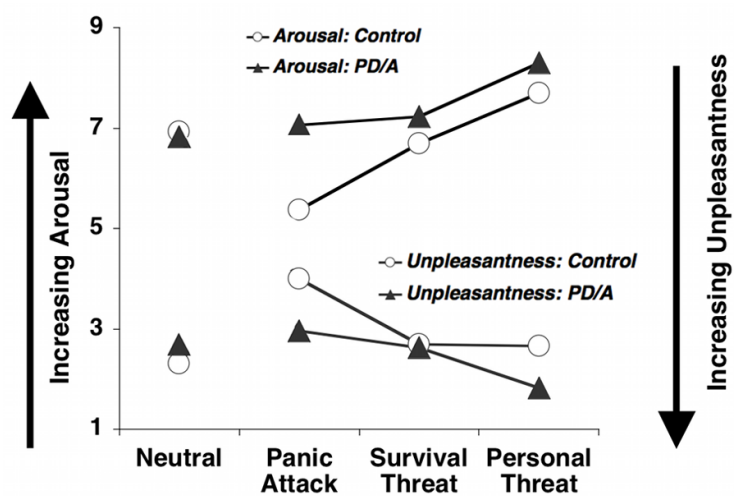 9
7
5
3
1
Arousal: Control
Arousal: PD/A
Unpleasantness: Control
Unpleasantness: PD/A
Increasing Arousal
Increasing Unpleasantness
Neutral
Panic
Attack
Survival
Threat
Personal
Threat